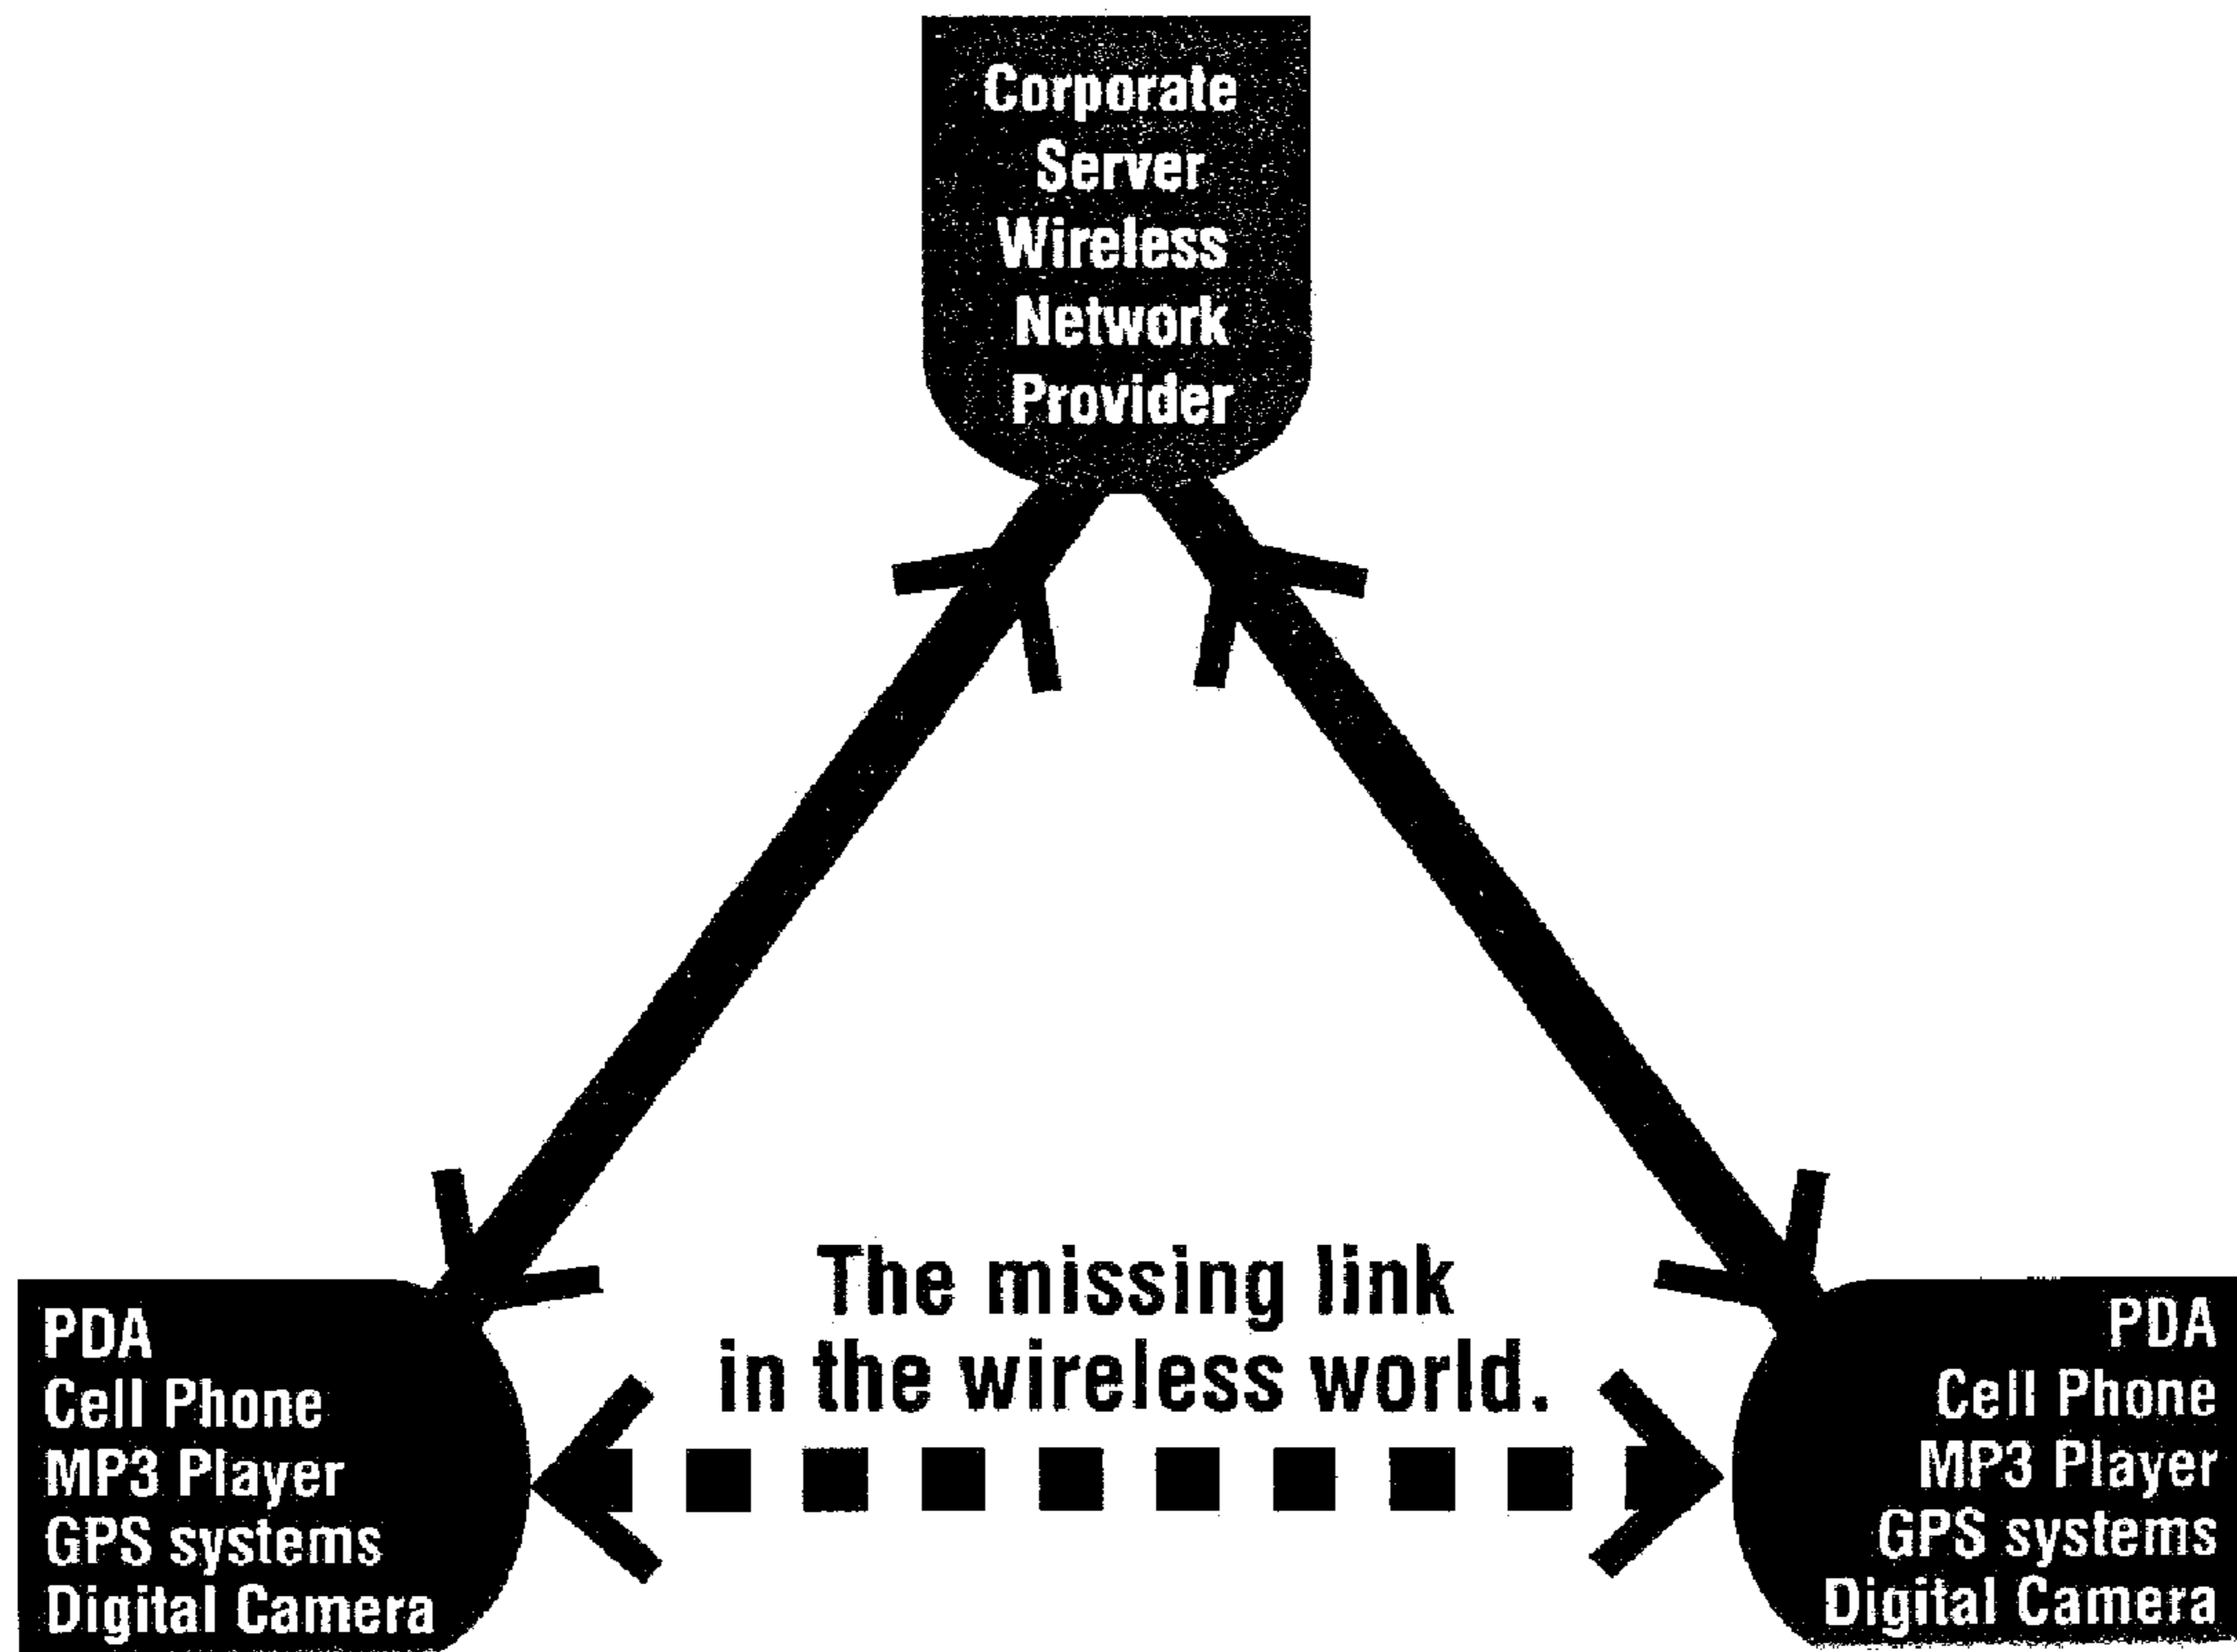 Corporate
Server
Wireless
Network
Provider
The missing link
in the wireless world.
PDA
Cell Phone
MP3 Player
GPS systems
Digital Camera
PDA
Cell Phone
MP3 Player
GPS systems
Digital Camera